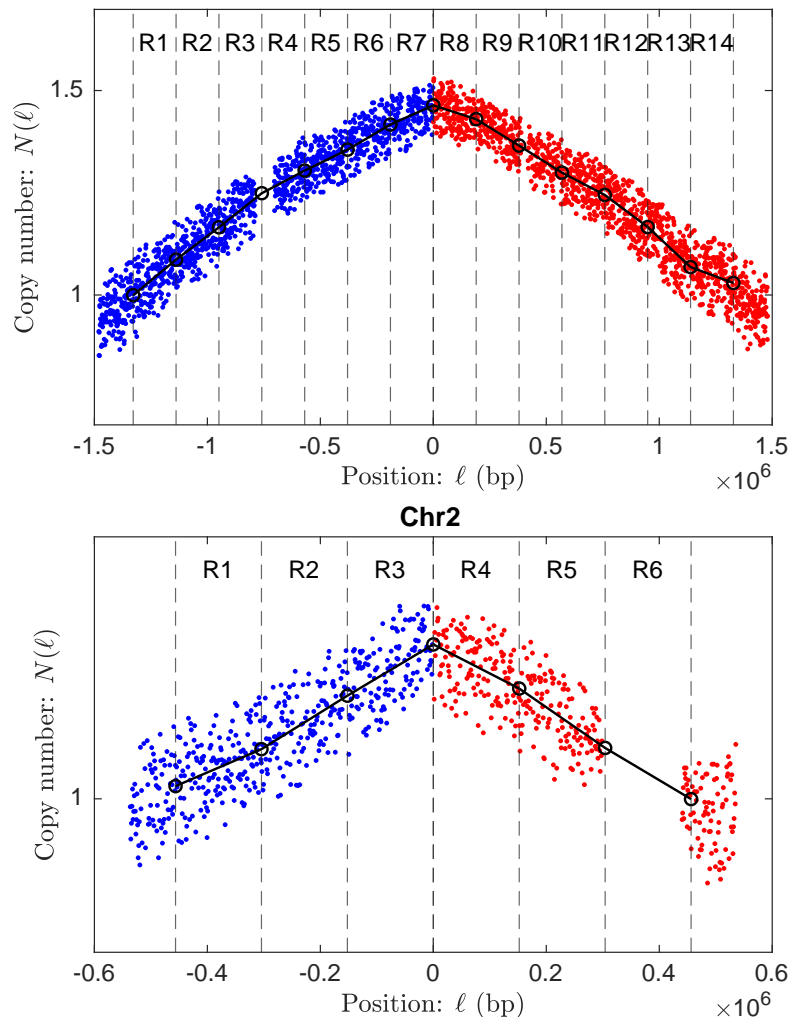 R1 R2 R3 R4 R5 R6 R7 R8 R9 R10 R11 R12 R13 R14
1.5
Copy number: N(ℓ)
1
-1.5 -1 -0.5 0 0.5 1 1.5
Position: ℓ (bp)
×10^6
Chr2
R1 R2 R3 R4 R5 R6
Copy number: N(ℓ)
1
-0.6 -0.4 -0.2 0 0.2 0.4 0.6
Position: ℓ (bp)
×10^6